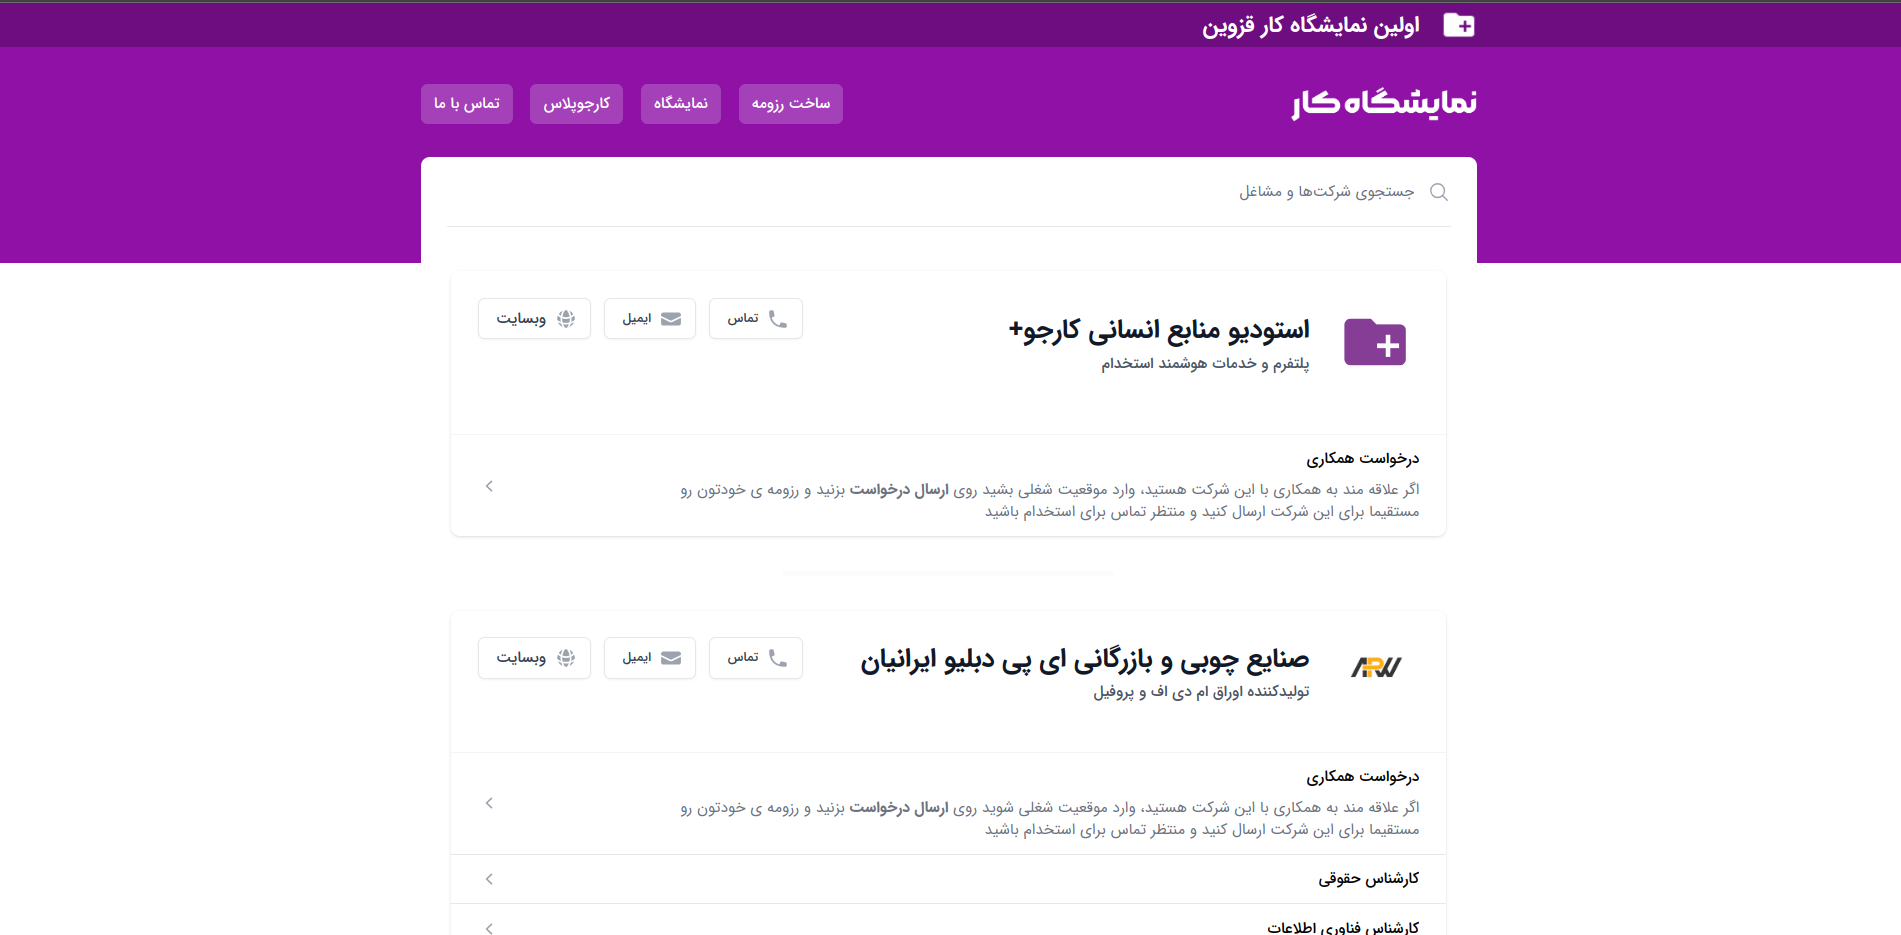 اولین نمایشگاه کار قزوین
نمایشگاه کار
ساخت رزومه
نمایشگاه
کارجوپلاس
تماس با ما
جستجوی شرکت‌ها و مشاغل
استودیو منابع انسانی کارجو+
پلتفرم و خدمات هوشمند استخدام
تماس
ایمیل
وبسایت
درخواست همکاری
اگر علاقه مند به همکاری با این شرکت هستید، وارد موقعیت شغلی بشید روی ارسال درخواست بزنید و رزومه ی خودتون رو
مستقیما برای این شرکت ارسال کنید و منتظر تماس برای استخدام باشید
APW
صنایع چوبی و بازرگانی ای پی دبلیو ایرانیان
تولیدکننده اوراق ام دی اف و پروفیل
تماس
ایمیل
وبسایت
درخواست همکاری
اگر علاقه مند به همکاری با این شرکت هستید، وارد موقعیت شغلی شوید روی ارسال درخواست بزنید و رزومه ی خودتون رو
مستقیما برای این شرکت ارسال کنید و منتظر تماس برای استخدام باشید
کارشناس حقوقی
کارشناس فناوری اطلاعات